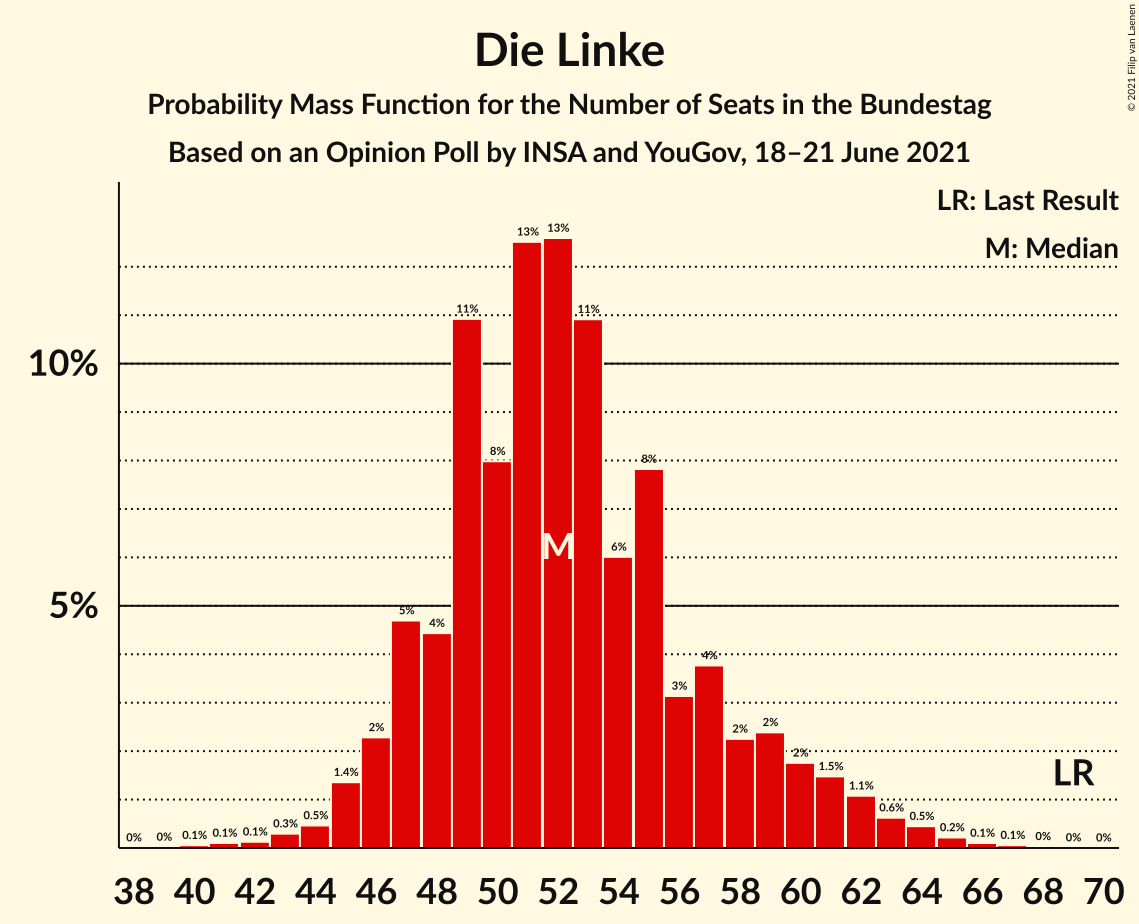 Die Linke
Probability Mass Function for the Number of Seats in the Bundestag
Based on an Opinion Poll by INSA and YouGov, 18–21 June 2021
© 2021 Filip van Laenen
LR: Last Result
M: Median
10%
5%
0% 0% 0.1% 0.1% 0.1% 0.3% 0.5% 1.4% 2% 5% 4% 11% 8% 13% 13% 11% 6% 8% 3% 4% 2% 2% 2% 1.5% 1.1% 0.6% 0.5% 0.2% 0.1% 0.1% 0% 0% 0%
M
LR
38 40 42 44 46 48 50 52 54 56 58 60 62 64 66 68 70